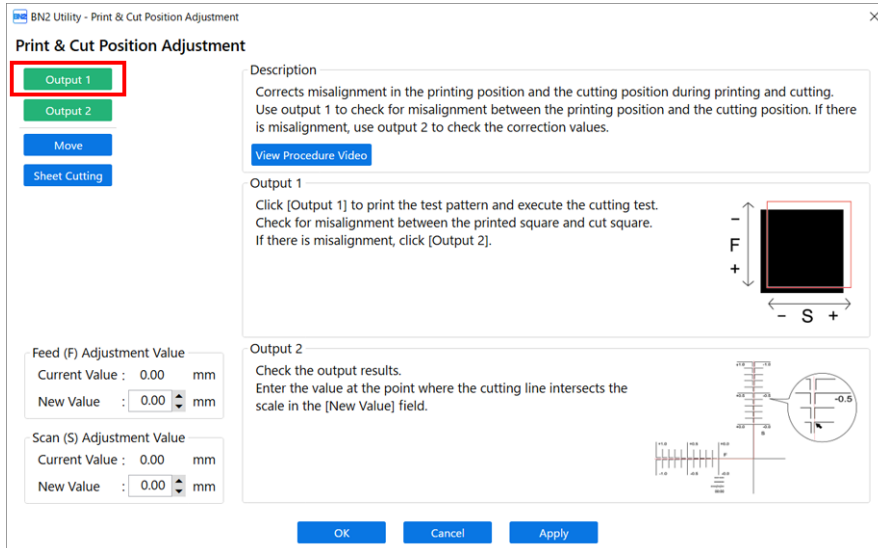 BN2 BN2 Utility - Print & Cut Position Adjustment
Print & Cut Position Adjustment
Output 1
Output 2
Move
Sheet Cutting
Description
Corrects misalignment in the printing position and the cutting position during printing and cutting.
Use output 1 to check for misalignment between the printing position and the cutting position. If there
is misalignment, use output 2 to check the correction values.
View Procedure Video
Output 1
Click [Output 1] to print the test pattern and execute the cutting test.
Check for misalignment between the printed square and cut square.
If there is misalignment, click [Output 2].
−
F
+
− S +
Feed (F) Adjustment Value
Current Value : 0.00 mm
New Value : 0.00 mm
Scan (S) Adjustment Value
Current Value : 0.00 mm
New Value : 0.00 mm
Output 2
Check the output results.
Enter the value at the point where the cutting line intersects the
scale in the [New Value] field.
-0.5
S
F
OK
Cancel
Apply